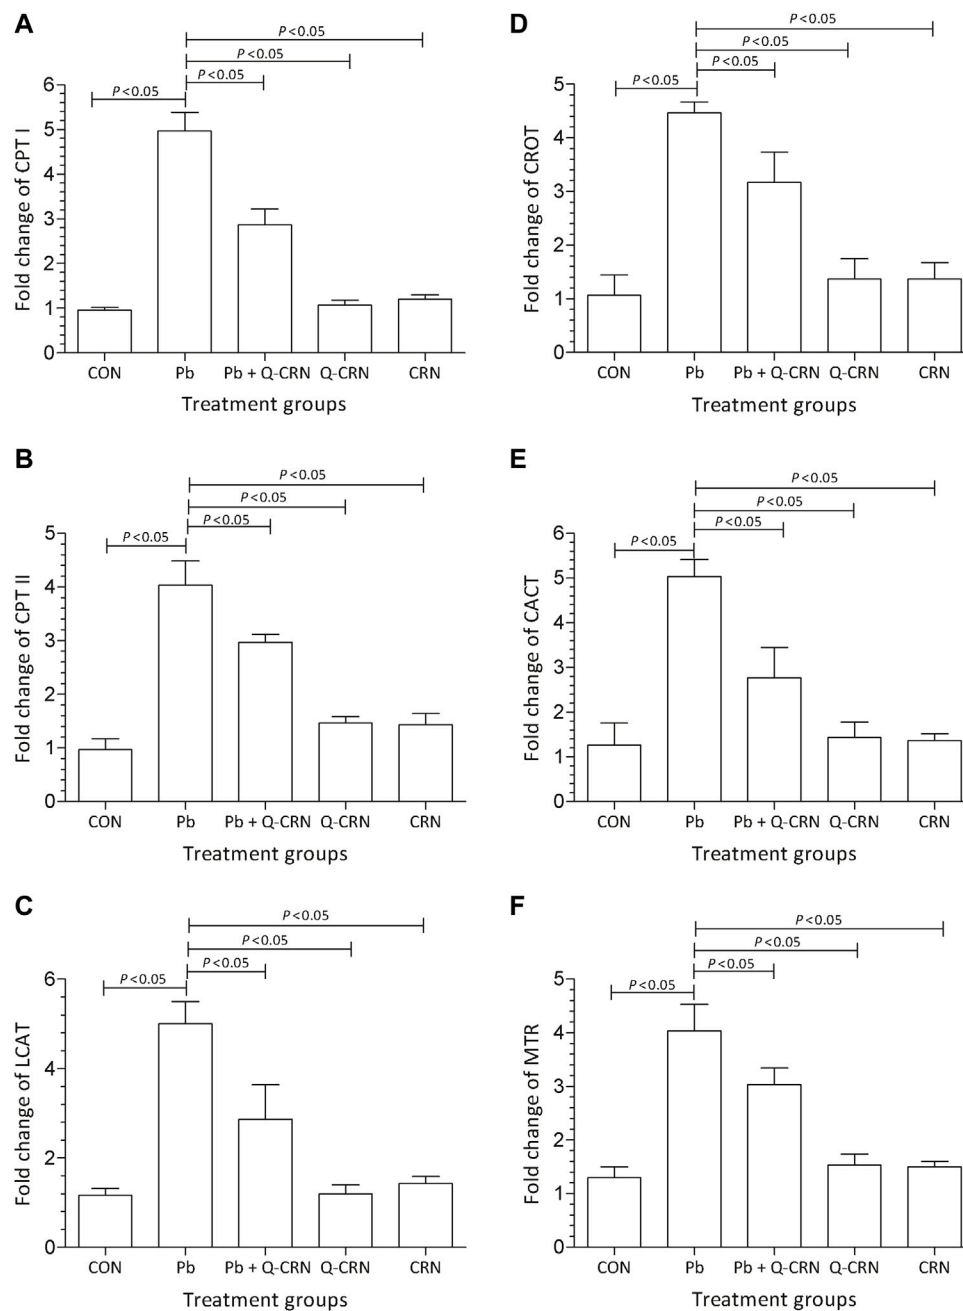 A
P < 0.05
P < 0.05
P < 0.05
P < 0.05
Fold change of CPT I
6
5
4
3
2
1
0
CON Pb Pb + Q-CRN Q-CRN CRN
Treatment groups
D
P < 0.05
P < 0.05
P < 0.05
P < 0.05
Fold change of CROT
5
4
3
2
1
0
CON Pb Pb + Q-CRN Q-CRN CRN
Treatment groups
B
P < 0.05
P < 0.05
P < 0.05
P < 0.05
Fold change of CPT II
5
4
3
2
1
0
CON Pb Pb + Q-CRN Q-CRN CRN
Treatment groups
E
P < 0.05
P < 0.05
P < 0.05
P < 0.05
Fold change of CACT
6
5
4
3
2
1
0
CON Pb Pb + Q-CRN Q-CRN CRN
Treatment groups
C
P < 0.05
P < 0.05
P < 0.05
P < 0.05
Fold change of LCAT
6
4
2
0
CON Pb Pb + Q-CRN Q-CRN CRN
Treatment groups
F
P < 0.05
P < 0.05
P < 0.05
P < 0.05
Fold change of MTR
5
4
3
2
1
0
CON Pb Pb + Q-CRN Q-CRN CRN
Treatment groups